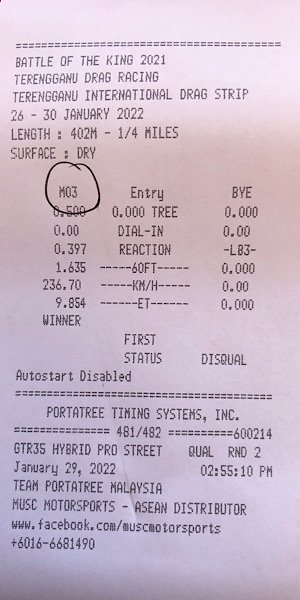 ==========================================
BATTLE OF THE KING 2021
TERENGGANU DRAG RACING
TERENGGANU INTERNATIONAL DRAG STRIP
26 - 30 JANUARY 2022
LENGTH : 402M - 1/4 MILES
SURFACE : DRY
M03 Entry BYE
0.500 0.000 TREE 0.000
0.00 DIAL-IN 0.00
0.397 REACTION -LB3-
1.635 ------60FT------ 0.000
236.70 ------KM/H----- 0.00
9.854 -------ET------- 0.000
WINNER
FIRST
STATUS DISQUAL
Autostart Disabled
==========================================
PORTATREE TIMING SYSTEMS, INC.
=============== 481/482 ==========600214
GTR35 HYBRID PRO STREET QUAL RND 2
January 29, 2022 02:55:10 PM
TEAM PORTATREE MALAYSIA
MUSC MOTORSPORTS - ASEAN DISTRIBUTOR
www.facebook.com/muscmotorsports
+6016-6681490